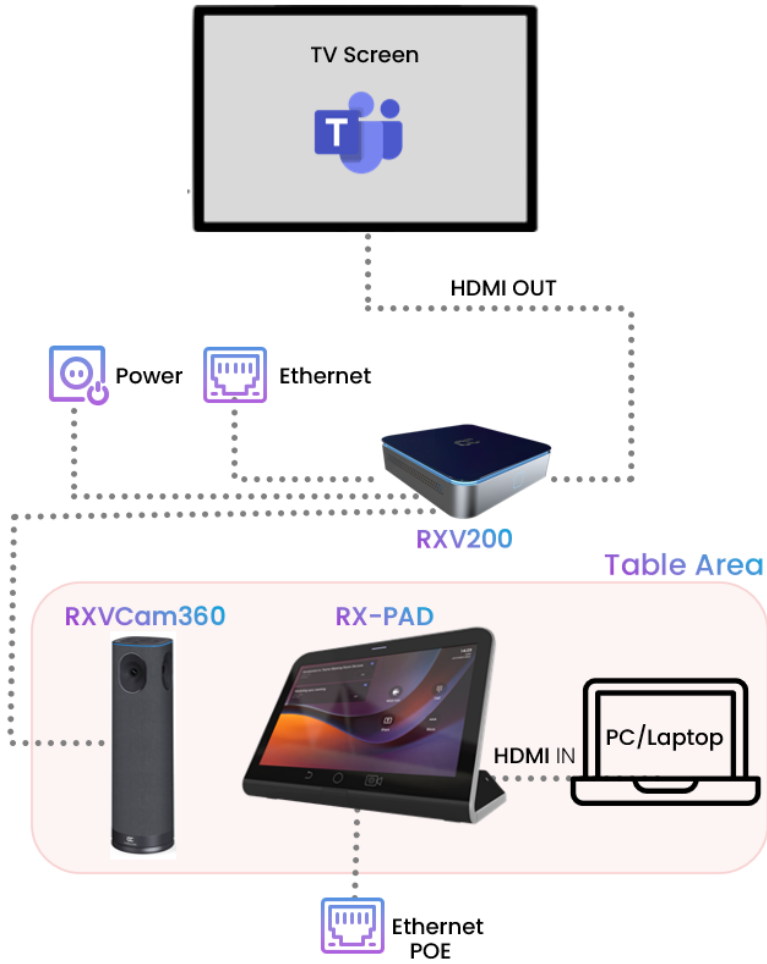 TV Screen
T
HDMI OUT
Power
Ethernet
RXV200
Table Area
RXVCam360
RX-PAD
HDMI IN
PC/Laptop
Ethernet
POE